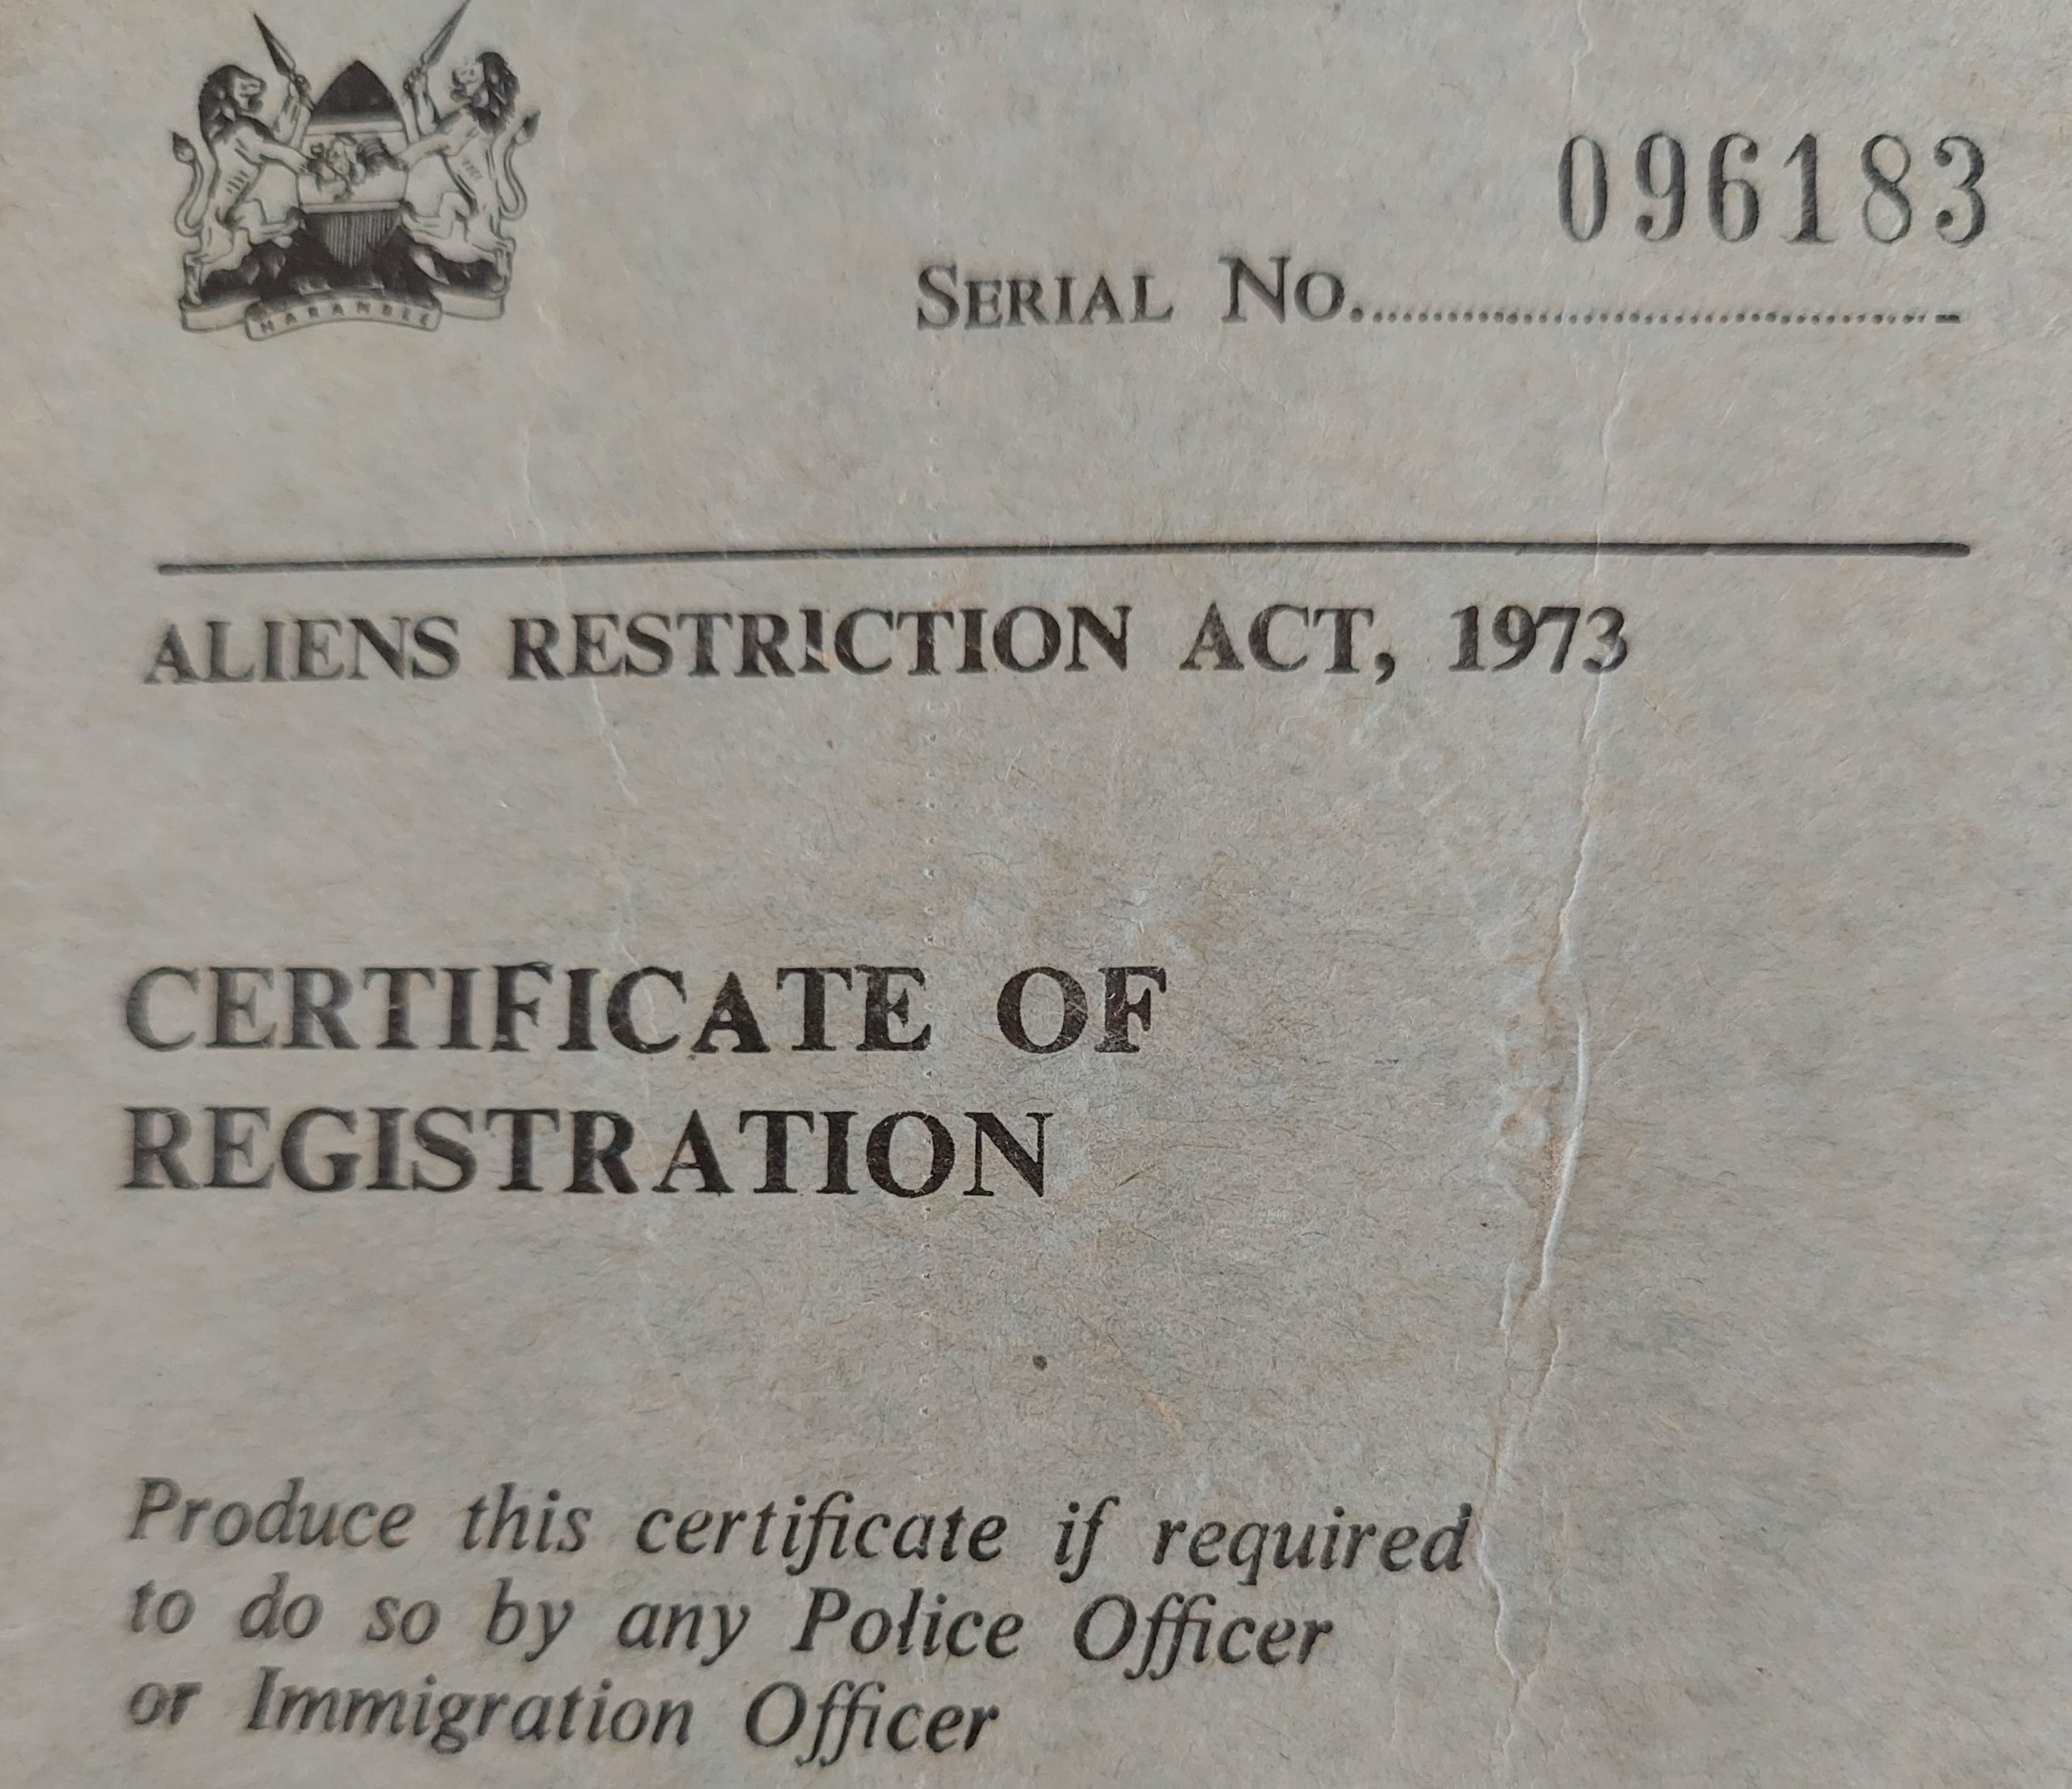 HARAMBEE
096183
SERIAL No..........................................
ALIENS RESTRICTION ACT, 1973
CERTIFICATE OF
REGISTRATION
Produce this certificate if required
to do so by any Police Officer
or Immigration Officer